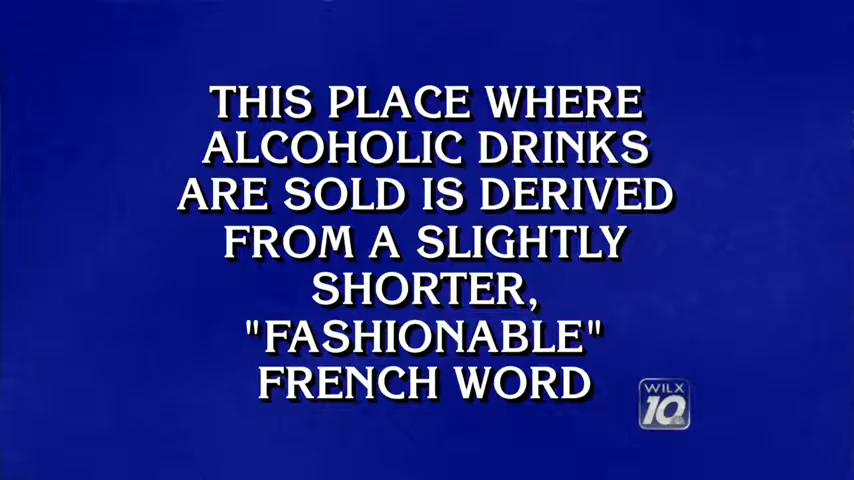 THIS PLACE WHERE
ALCOHOLIC DRINKS
ARE SOLD IS DERIVED
FROM A SLIGHTLY
SHORTER,
"FASHIONABLE"
FRENCH WORD
WILX
10